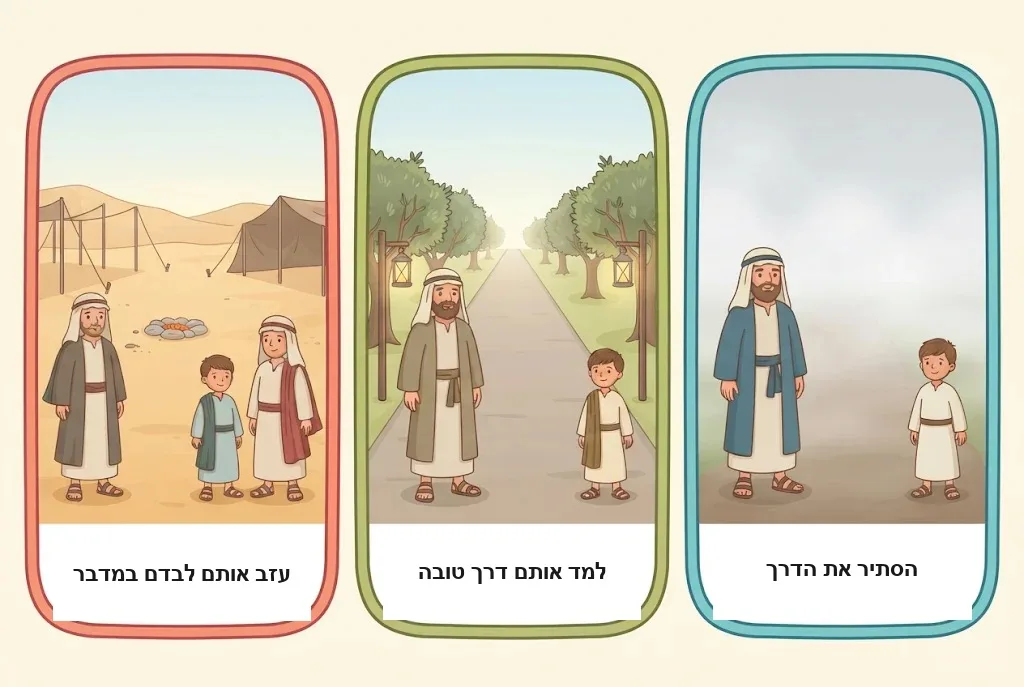 הסתיר את הדרך
למד אותם דרך טובה
עזב אותם לבדם במדבר